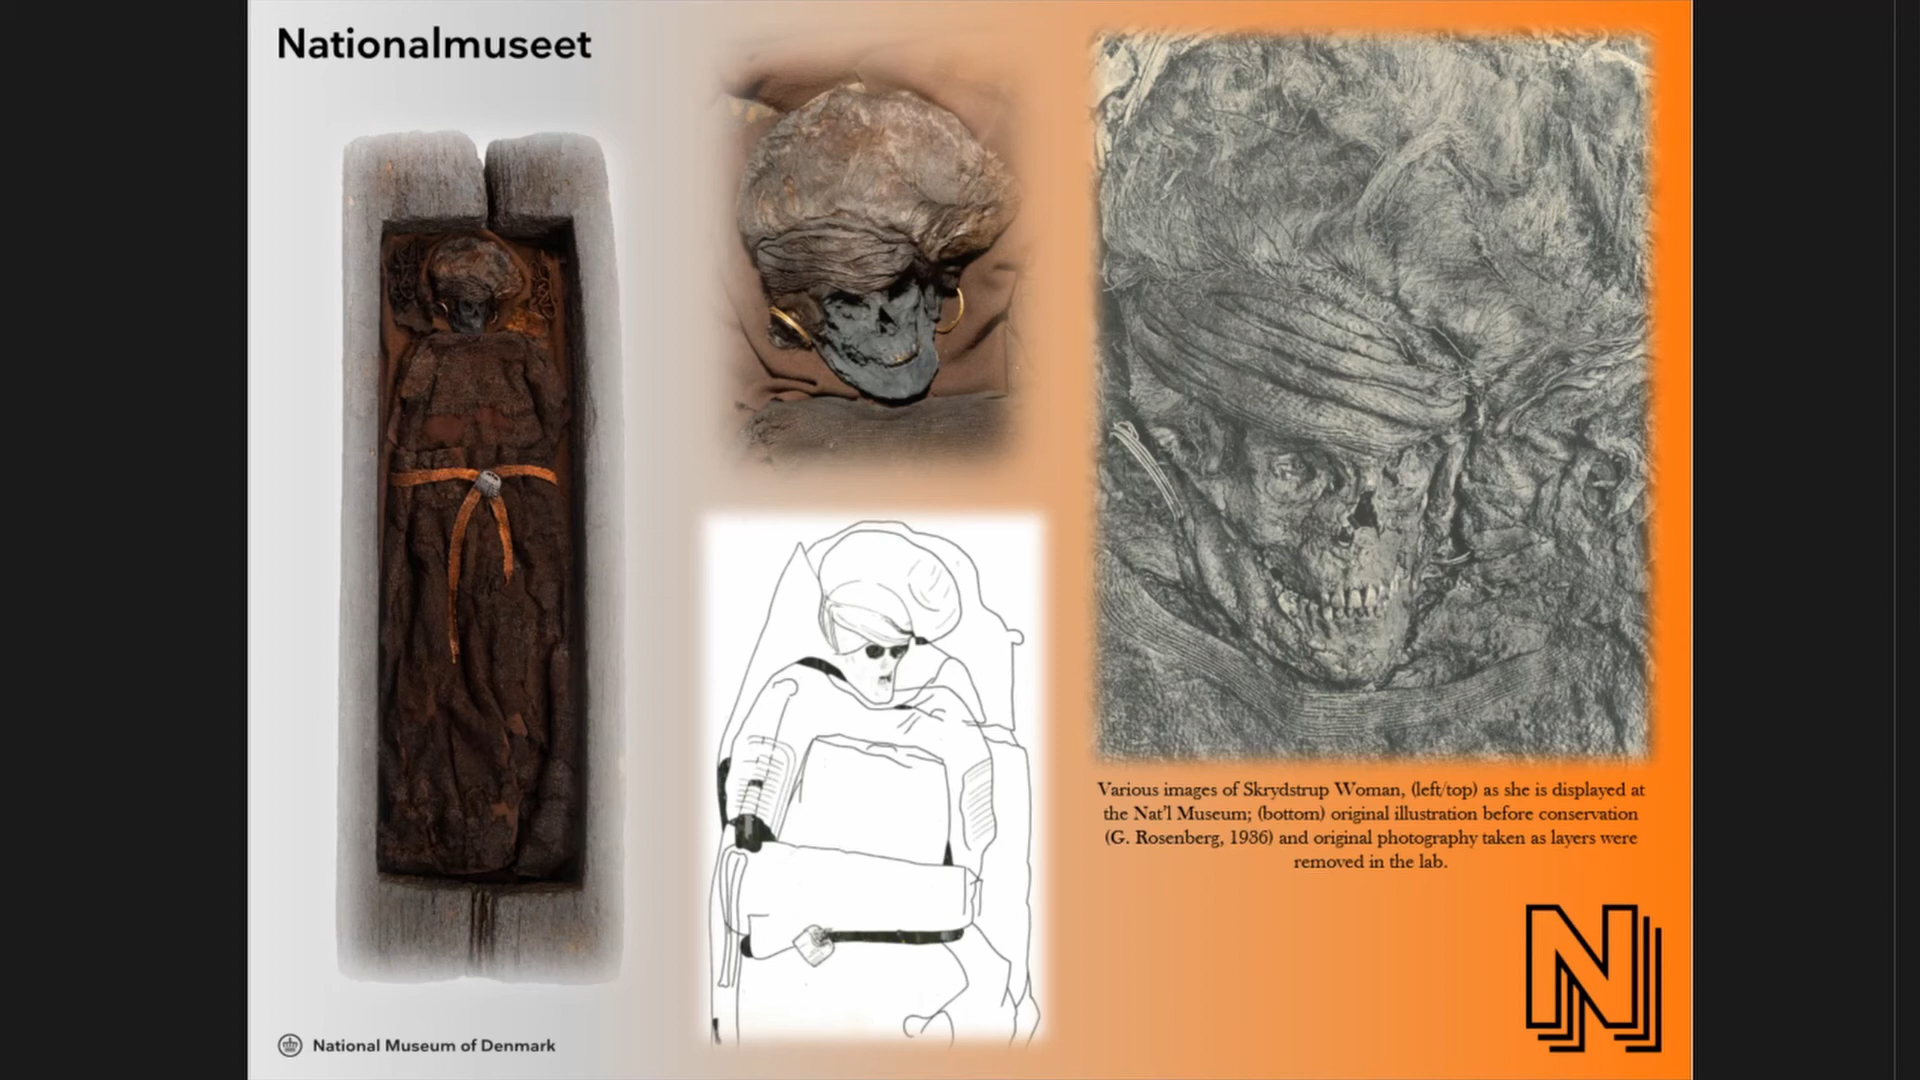 Nationalmuseet
Various images of Skrydstrup Woman, (left/top) as she is displayed at
the Nat'l Museum; (bottom) original illustration before conservation
(G. Rosenberg, 1936) and original photography taken as layers were
removed in the lab.
N
National Museum of Denmark